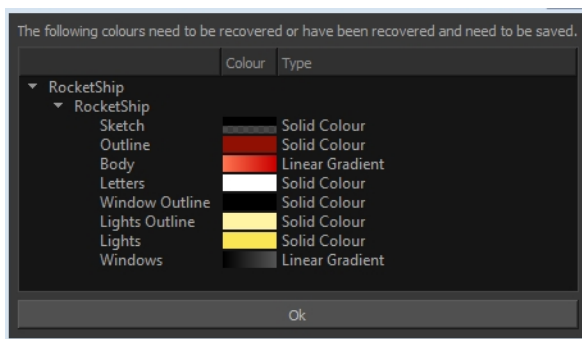 The following colours need to be recovered or have been recovered and need to be saved.
Colour Type
RocketShip
RocketShip
Sketch Solid Colour
Outline Solid Colour
Body Linear Gradient
Letters Solid Colour
Window Outline Solid Colour
Lights Outline Solid Colour
Lights Solid Colour
Windows Linear Gradient
Ok